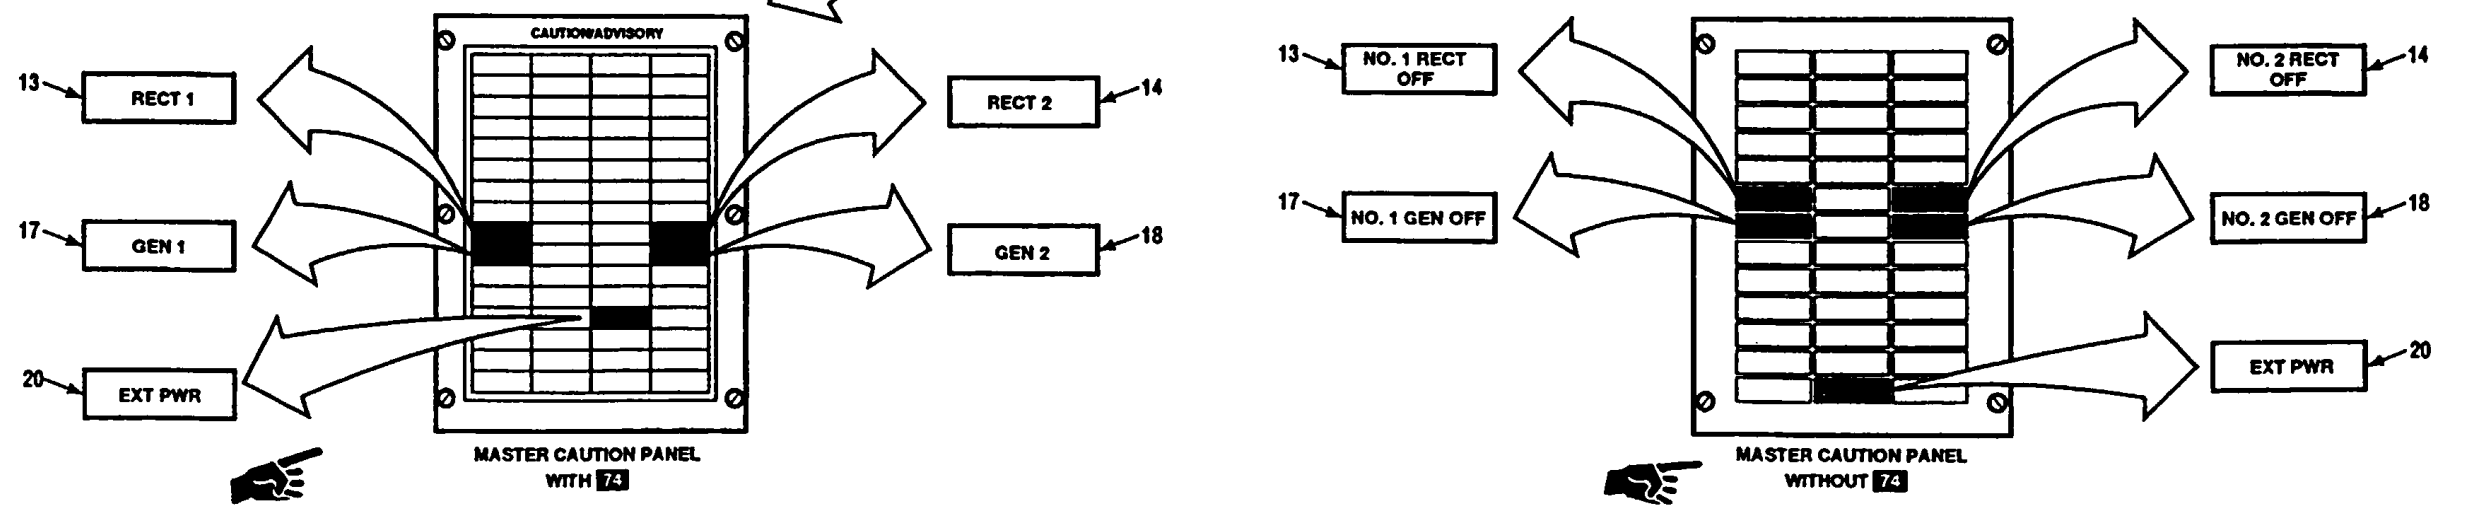 CAUTION/ADVISORY
13
RECT 1
RECT 2
14
17
GEN 1
GEN 2
18
20
EXT PWR
MASTER CAUTION PANEL
WITH 74
13
NO. 1 RECT
OFF
NO. 2 RECT
OFF
14
17
NO. 1 GEN OFF
NO. 2 GEN OFF
18
EXT PWR
20
MASTER CAUTION PANEL
WITHOUT 74